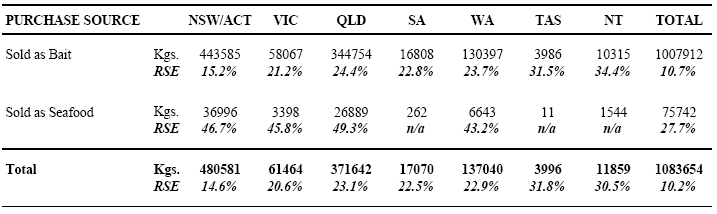 PURCHASE SOURCE NSW/ACT VIC QLD SA WA TAS NT TOTAL
Sold as Bait Kgs. 443585 58067 344754 16808 130397 3986 10315 1007912
RSE 15.2% 21.2% 24.4% 22.8% 23.7% 31.5% 34.4% 10.7%
Sold as Seafood Kgs. 36996 3398 26889 262 6643 11 1544 75742
RSE 46.7% 45.8% 49.3% n/a 43.2% n/a n/a 27.7%
Total Kgs. 480581 61464 371642 17070 137040 3996 11859 1083654
RSE 14.6% 20.6% 23.1% 22.5% 22.9% 31.8% 30.5% 10.2%